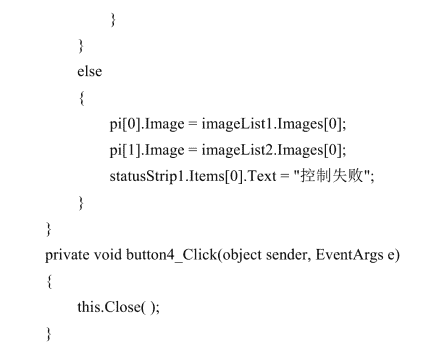 }
}
else
{
pi[0].Image = imageList1.Images[0];
pi[1].Image = imageList2.Images[0];
statusStrip1.Items[0].Text = "控制失败";
}
}
private void button4_Click(object sender, EventArgs e)
{
this.Close( );
}